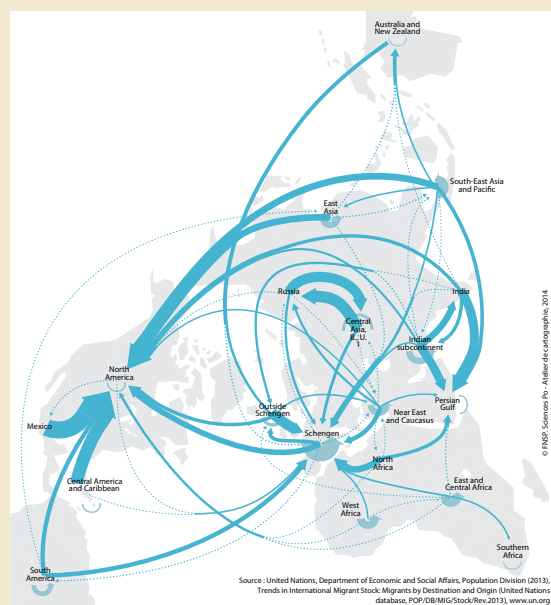 Australia and
New Zealand
South-East Asia
and Pacific
East
Asia
Russia
India
Central
Asia,
B., U.
1
Indian
subcontinent
North
America
Persian
Gulf
Outside
Schengen
Near East
and Caucasus
Mexico
Schengen
North
Africa
Central America
and Caribbean
East and
Central Africa
West
Africa
Southern
Africa
South
America
© FNSP. Sciences Po - Atelier de cartographie, 2014
Source : United Nations, Department of Economic and Social Affairs, Population Division (2013),
Trends in International Migrant Stock: Migrants by Destination and Origin (United Nations
database, POP/DB/MIG/Stock/Rev.2013), www.un.org